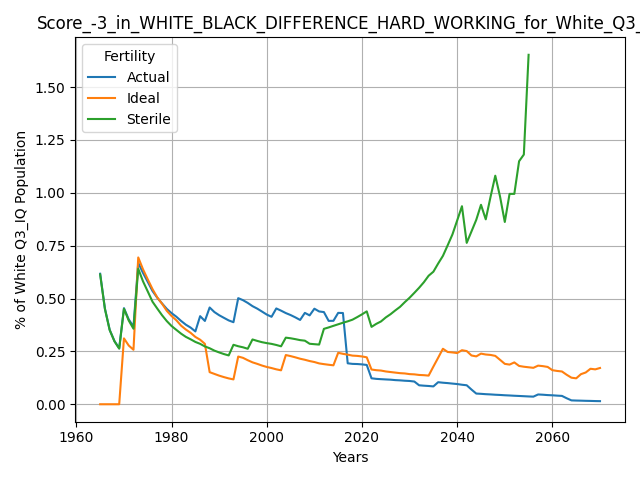 Score_-3_in_WHITE_BLACK_DIFFERENCE_HARD_WORKING_for_White_Q3_
Fertility
Actual
Ideal
Sterile
% of White Q3_IQ Population
1.50
1.25
1.00
0.75
0.50
0.25
0.00
1960 1980 2000 2020 2040 2060
Years